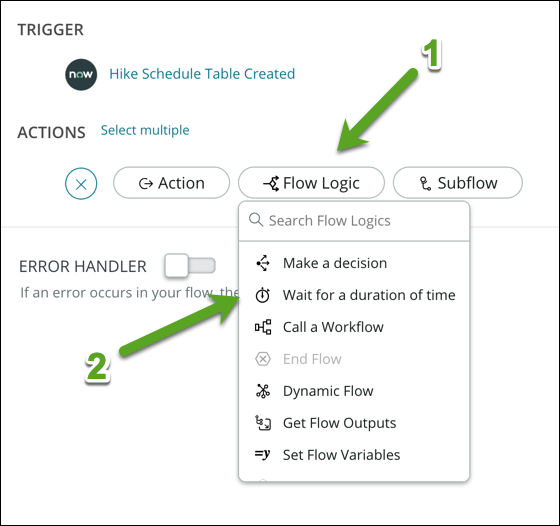 TRIGGER
now
Hike Schedule Table Created
1
ACTIONS
Select multiple
Action
Flow Logic
Subflow
Search Flow Logics
ERROR HANDLER
If an error occurs in your flow, the
2
Make a decision
Wait for a duration of time
Call a Workflow
End Flow
Dynamic Flow
Get Flow Outputs
Set Flow Variables